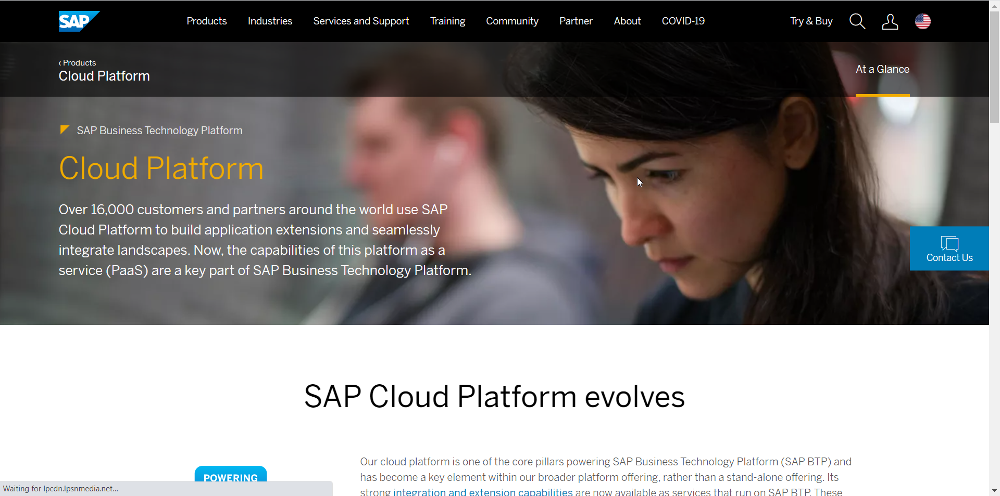 SAP
Products
Industries
Services and Support
Training
Community
Partner
About
COVID-19
Try & Buy
‹ Products
Cloud Platform
At a Glance
SAP Business Technology Platform
Cloud Platform
Over 16,000 customers and partners around the world use SAP
Cloud Platform to build application extensions and seamlessly
integrate landscapes. Now, the capabilities of this platform as a
service (PaaS) are a key part of SAP Business Technology Platform.
Contact Us
SAP Cloud Platform evolves
POWERING
Our cloud platform is one of the core pillars powering SAP Business Technology Platform (SAP BTP) and
has become a key element within our broader platform offering, rather than a stand-alone offering. Its
strong integration and extension capabilities are now available as services that run on SAP BTP. These
Waiting for lpcdn.lpsnmedia.net...